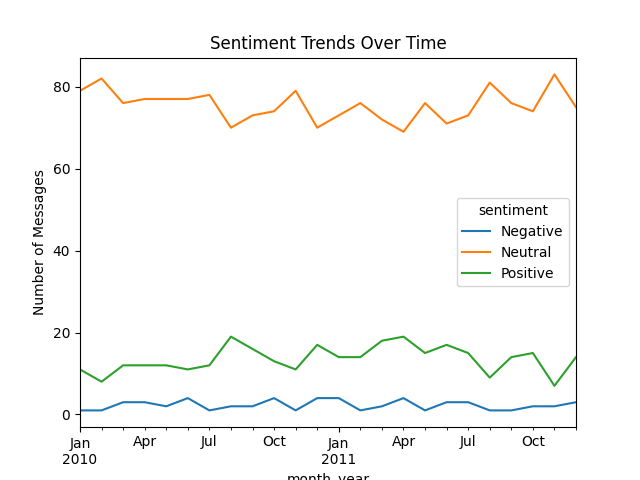 Sentiment Trends Over Time
Number of Messages
80
60
40
20
0
sentiment
Negative
Neutral
Positive
Jan Apr Jul Oct Jan Apr Jul Oct
2010 2011
month_year